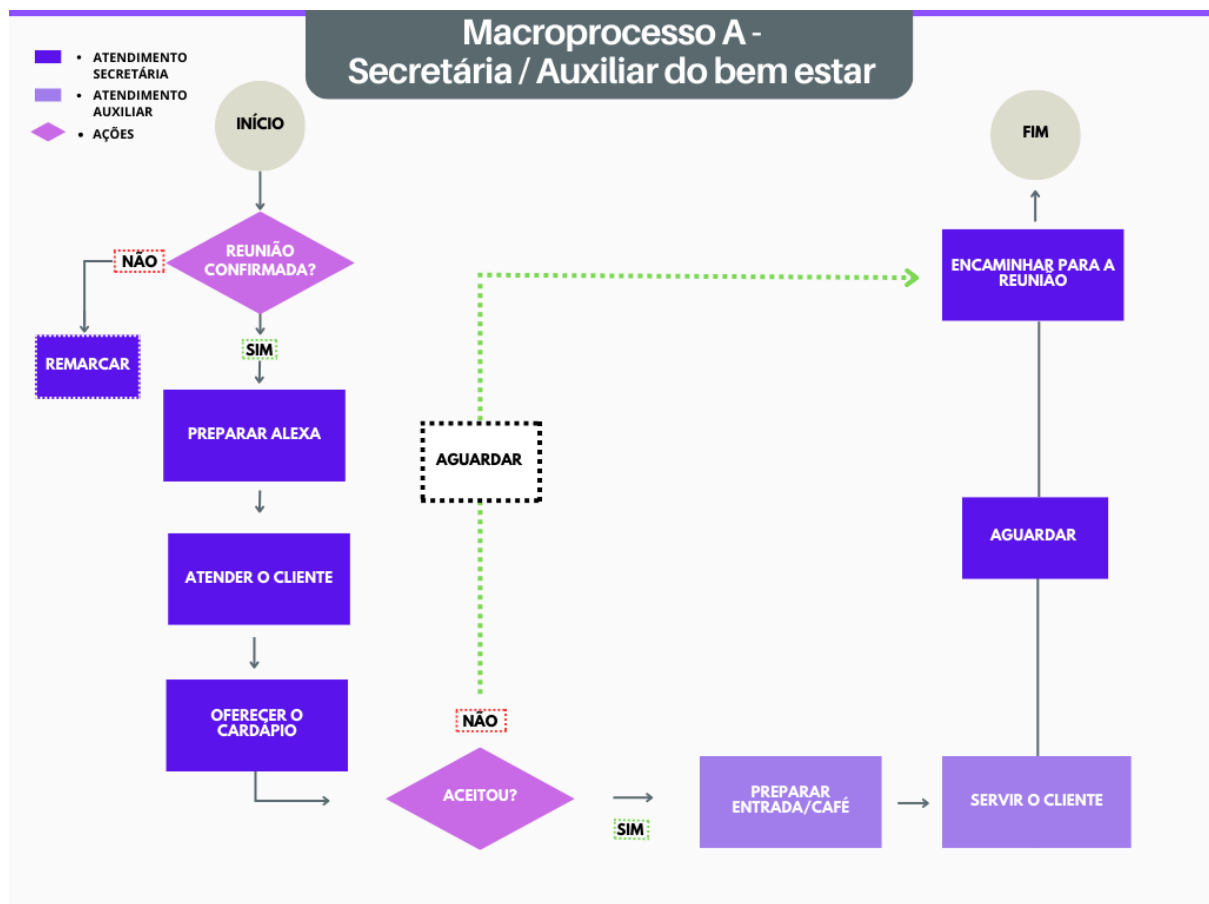 Macroprocesso A -
Secretária / Auxiliar do bem estar
• ATENDIMENTO
SECRETÁRIA
• ATENDIMENTO
AUXILIAR
• AÇÕES
INÍCIO
FIM
REUNIÃO
CONFIRMADA?
NÃO
REMARCAR
SIM
PREPARAR ALEXA
ATENDER O CLIENTE
OFERECER O
CARDÁPIO
ACEITOU?
NÃO
AGUARDAR
SIM
PREPARAR
ENTRADA/CAFÉ
SERVIR O CLIENTE
AGUARDAR
ENCAMINHAR PARA A
REUNIÃO